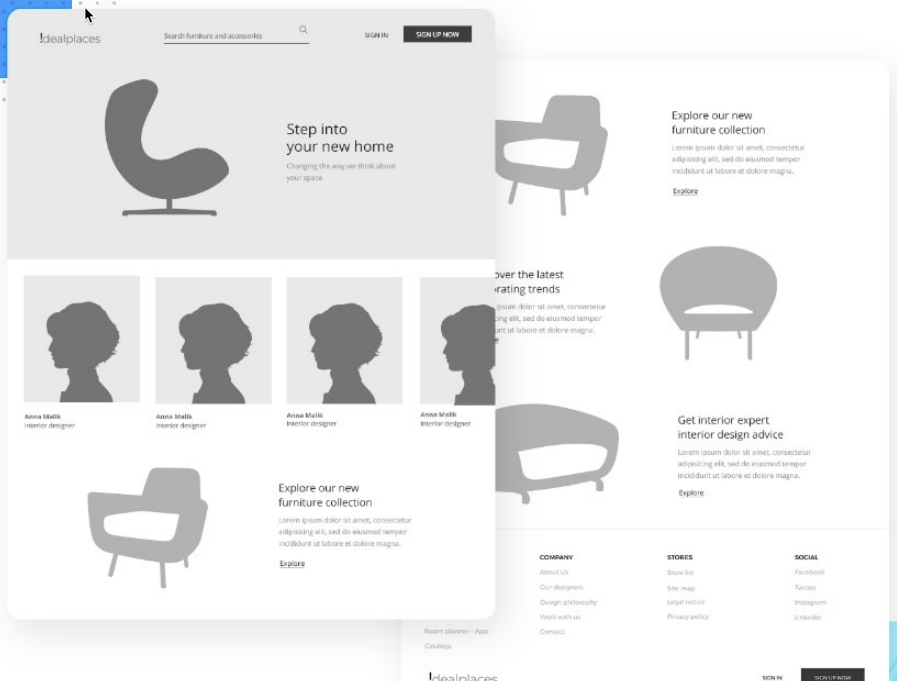 !dealplaces
Search furniture and accessories
SIGN IN
SIGN UP NOW
Step into
your new home
Changing the way we think about
your space
Anna Malik
Interior designer
Anna Malik
Interior designer
Anna Malik
Interior designer
Anna Malik
Interior designer
Explore our new
furniture collection
Lorem ipsum dolor sit amet, consectetur
adipisicing elit, sed do eiusmod tempor
incididunt ut labore et dolore magna.
Explore
Explore our new
furniture collection
Lorem ipsum dolor sit amet, consectetur
adipisicing elit, sed do eiusmod tempor
incididunt ut labore et dolore magna.
Explore
over the latest
rating trends
ipsum dolor sit amet, consectetur
cing elit, sed do eiusmod tempor
unt ut labore et dolore magna.
Get interior expert
interior design advice
Lorem ipsum dolor sit amet, consectetur
adipisicing elit, sed do eiusmod tempor
incididunt ut labore et dolore magna.
Explore
Room planner - App
Catalogs
COMPANY
About Us
Our designers
Design philosophy
Work with us
Contact
STORES
Store list
Site map
Legal notice
Privacy policy
SOCIAL
Facebook
Twitter
Instagram
Linkedin
!dealplaces
SIGN IN
SIGN UP NOW